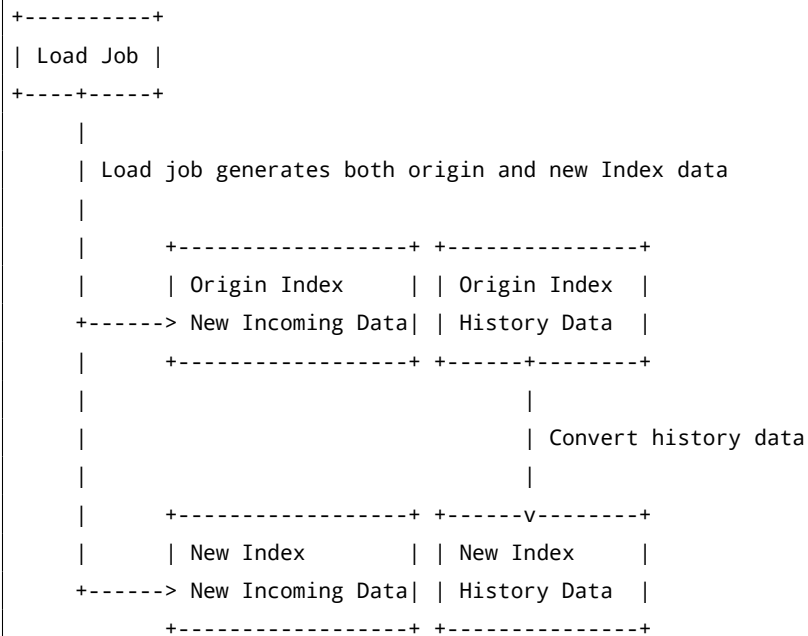 +----------+
| Load Job |
+----+-----+
     |
     | Load job generates both origin and new Index data
     |
     |      +------------------+ +---------------+
     |      | Origin Index     | | Origin Index  |
     +------> New Incoming Data| | History Data  |
     |      +------------------+ +------+--------+
     |                                  |
     |                                  | Convert history data
     |                                  |
     |      +------------------+ +------v--------+
     |      | New Index        | | New Index     |
     +------> New Incoming Data| | History Data  |
            +------------------+ +---------------+